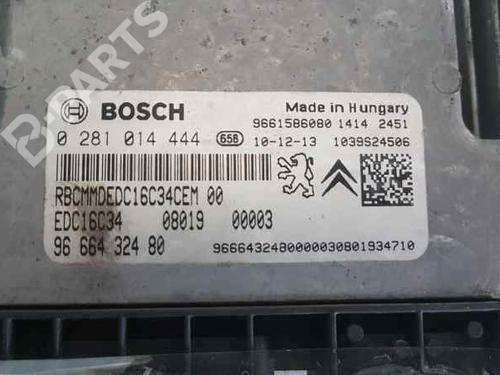 B-PARTS
BOSCH
Made in Hungary
9661586080 1414 2451
0 281 014 444 658 10-12-13 1039S24506
RBCMMDEDC16C34CEM 00
EDC16C34 08019 00003
96 664 324 80 9666432480000030801934710